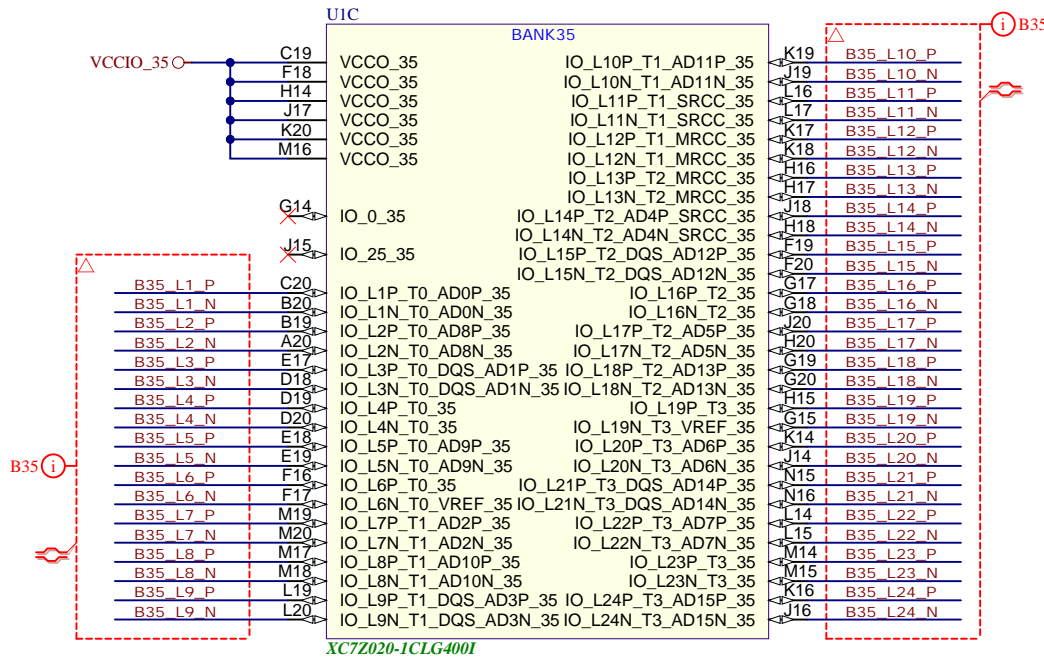 U1C
BANK35
VCCIO_35
C19 VCCO_35
F18 VCCO_35
H14 VCCO_35
J17 VCCO_35
K20 VCCO_35
M16 VCCO_35
G14 IO_0_35
J15 IO_25_35
B35_L1_P C20 IO_L1P_T0_AD0P_35
B35_L1_N B20 IO_L1N_T0_AD0N_35
B35_L2_P B19 IO_L2P_T0_AD8P_35
B35_L2_N A20 IO_L2N_T0_AD8N_35
B35_L3_P E17 IO_L3P_T0_DQS_AD1P_35
B35_L3_N D18 IO_L3N_T0_DQS_AD1N_35
B35_L4_P D19 IO_L4P_T0_35
B35_L4_N D20 IO_L4N_T0_35
B35_L5_P E18 IO_L5P_T0_AD9P_35
B35 i
B35_L5_N E19 IO_L5N_T0_AD9N_35
B35_L6_P F16 IO_L6P_T0_35
B35_L6_N F17 IO_L6N_T0_VREF_35
B35_L7_P M19 IO_L7P_T1_AD2P_35
B35_L7_N M20 IO_L7N_T1_AD2N_35
B35_L8_P M17 IO_L8P_T1_AD10P_35
B35_L8_N M18 IO_L8N_T1_AD10N_35
B35_L9_P L19 IO_L9P_T1_DQS_AD3P_35
B35_L9_N L20 IO_L9N_T1_DQS_AD3N_35
i B35
IO_L10P_T1_AD11P_35 K19 B35_L10_P
IO_L10N_T1_AD11N_35 J19 B35_L10_N
IO_L11P_T1_SRCC_35 L16 B35_L11_P
IO_L11N_T1_SRCC_35 L17 B35_L11_N
IO_L12P_T1_MRCC_35 K17 B35_L12_P
IO_L12N_T1_MRCC_35 K18 B35_L12_N
IO_L13P_T2_MRCC_35 H16 B35_L13_P
IO_L13N_T2_MRCC_35 H17 B35_L13_N
IO_L14P_T2_AD4P_SRCC_35 J18 B35_L14_P
IO_L14N_T2_AD4N_SRCC_35 H18 B35_L14_N
IO_L15P_T2_DQS_AD12P_35 F19 B35_L15_P
IO_L15N_T2_DQS_AD12N_35 F20 B35_L15_N
IO_L16P_T2_35 G17 B35_L16_P
IO_L16N_T2_35 G18 B35_L16_N
IO_L17P_T2_AD5P_35 J20 B35_L17_P
IO_L17N_T2_AD5N_35 H20 B35_L17_N
IO_L18P_T2_AD13P_35 G19 B35_L18_P
IO_L18N_T2_AD13N_35 G20 B35_L18_N
IO_L19P_T3_35 H15 B35_L19_P
IO_L19N_T3_VREF_35 G15 B35_L19_N
IO_L20P_T3_AD6P_35 K14 B35_L20_P
IO_L20N_T3_AD6N_35 J14 B35_L20_N
IO_L21P_T3_DQS_AD14P_35 N15 B35_L21_P
IO_L21N_T3_DQS_AD14N_35 N16 B35_L21_N
IO_L22P_T3_AD7P_35 L14 B35_L22_P
IO_L22N_T3_AD7N_35 L15 B35_L22_N
IO_L23P_T3_35 M14 B35_L23_P
IO_L23N_T3_35 M15 B35_L23_N
IO_L24P_T3_AD15P_35 K16 B35_L24_P
IO_L24N_T3_AD15N_35 J16 B35_L24_N
XC7Z020-1CLG400I